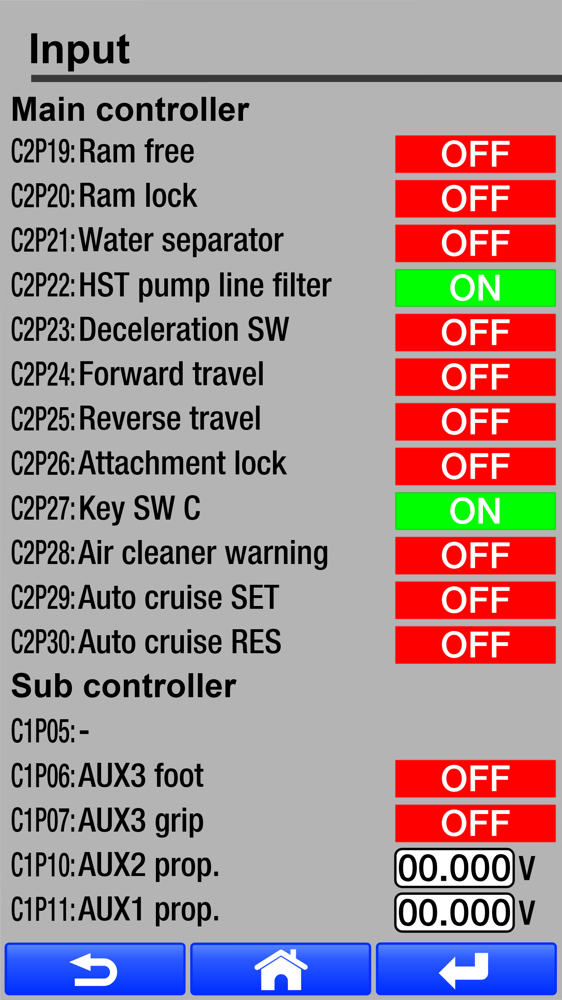 Input
Main controller
C2P19: Ram free OFF
C2P20: Ram lock OFF
C2P21: Water separator OFF
C2P22: HST pump line filter ON
C2P23: Deceleration SW OFF
C2P24: Forward travel OFF
C2P25: Reverse travel OFF
C2P26: Attachment lock OFF
C2P27: Key SW C ON
C2P28: Air cleaner warning OFF
C2P29: Auto cruise SET OFF
C2P30: Auto cruise RES OFF
Sub controller
C1P05: -
C1P06: AUX3 foot OFF
C1P07: AUX3 grip OFF
C1P10: AUX2 prop. 00.000 V
C1P11: AUX1 prop. 00.000 V